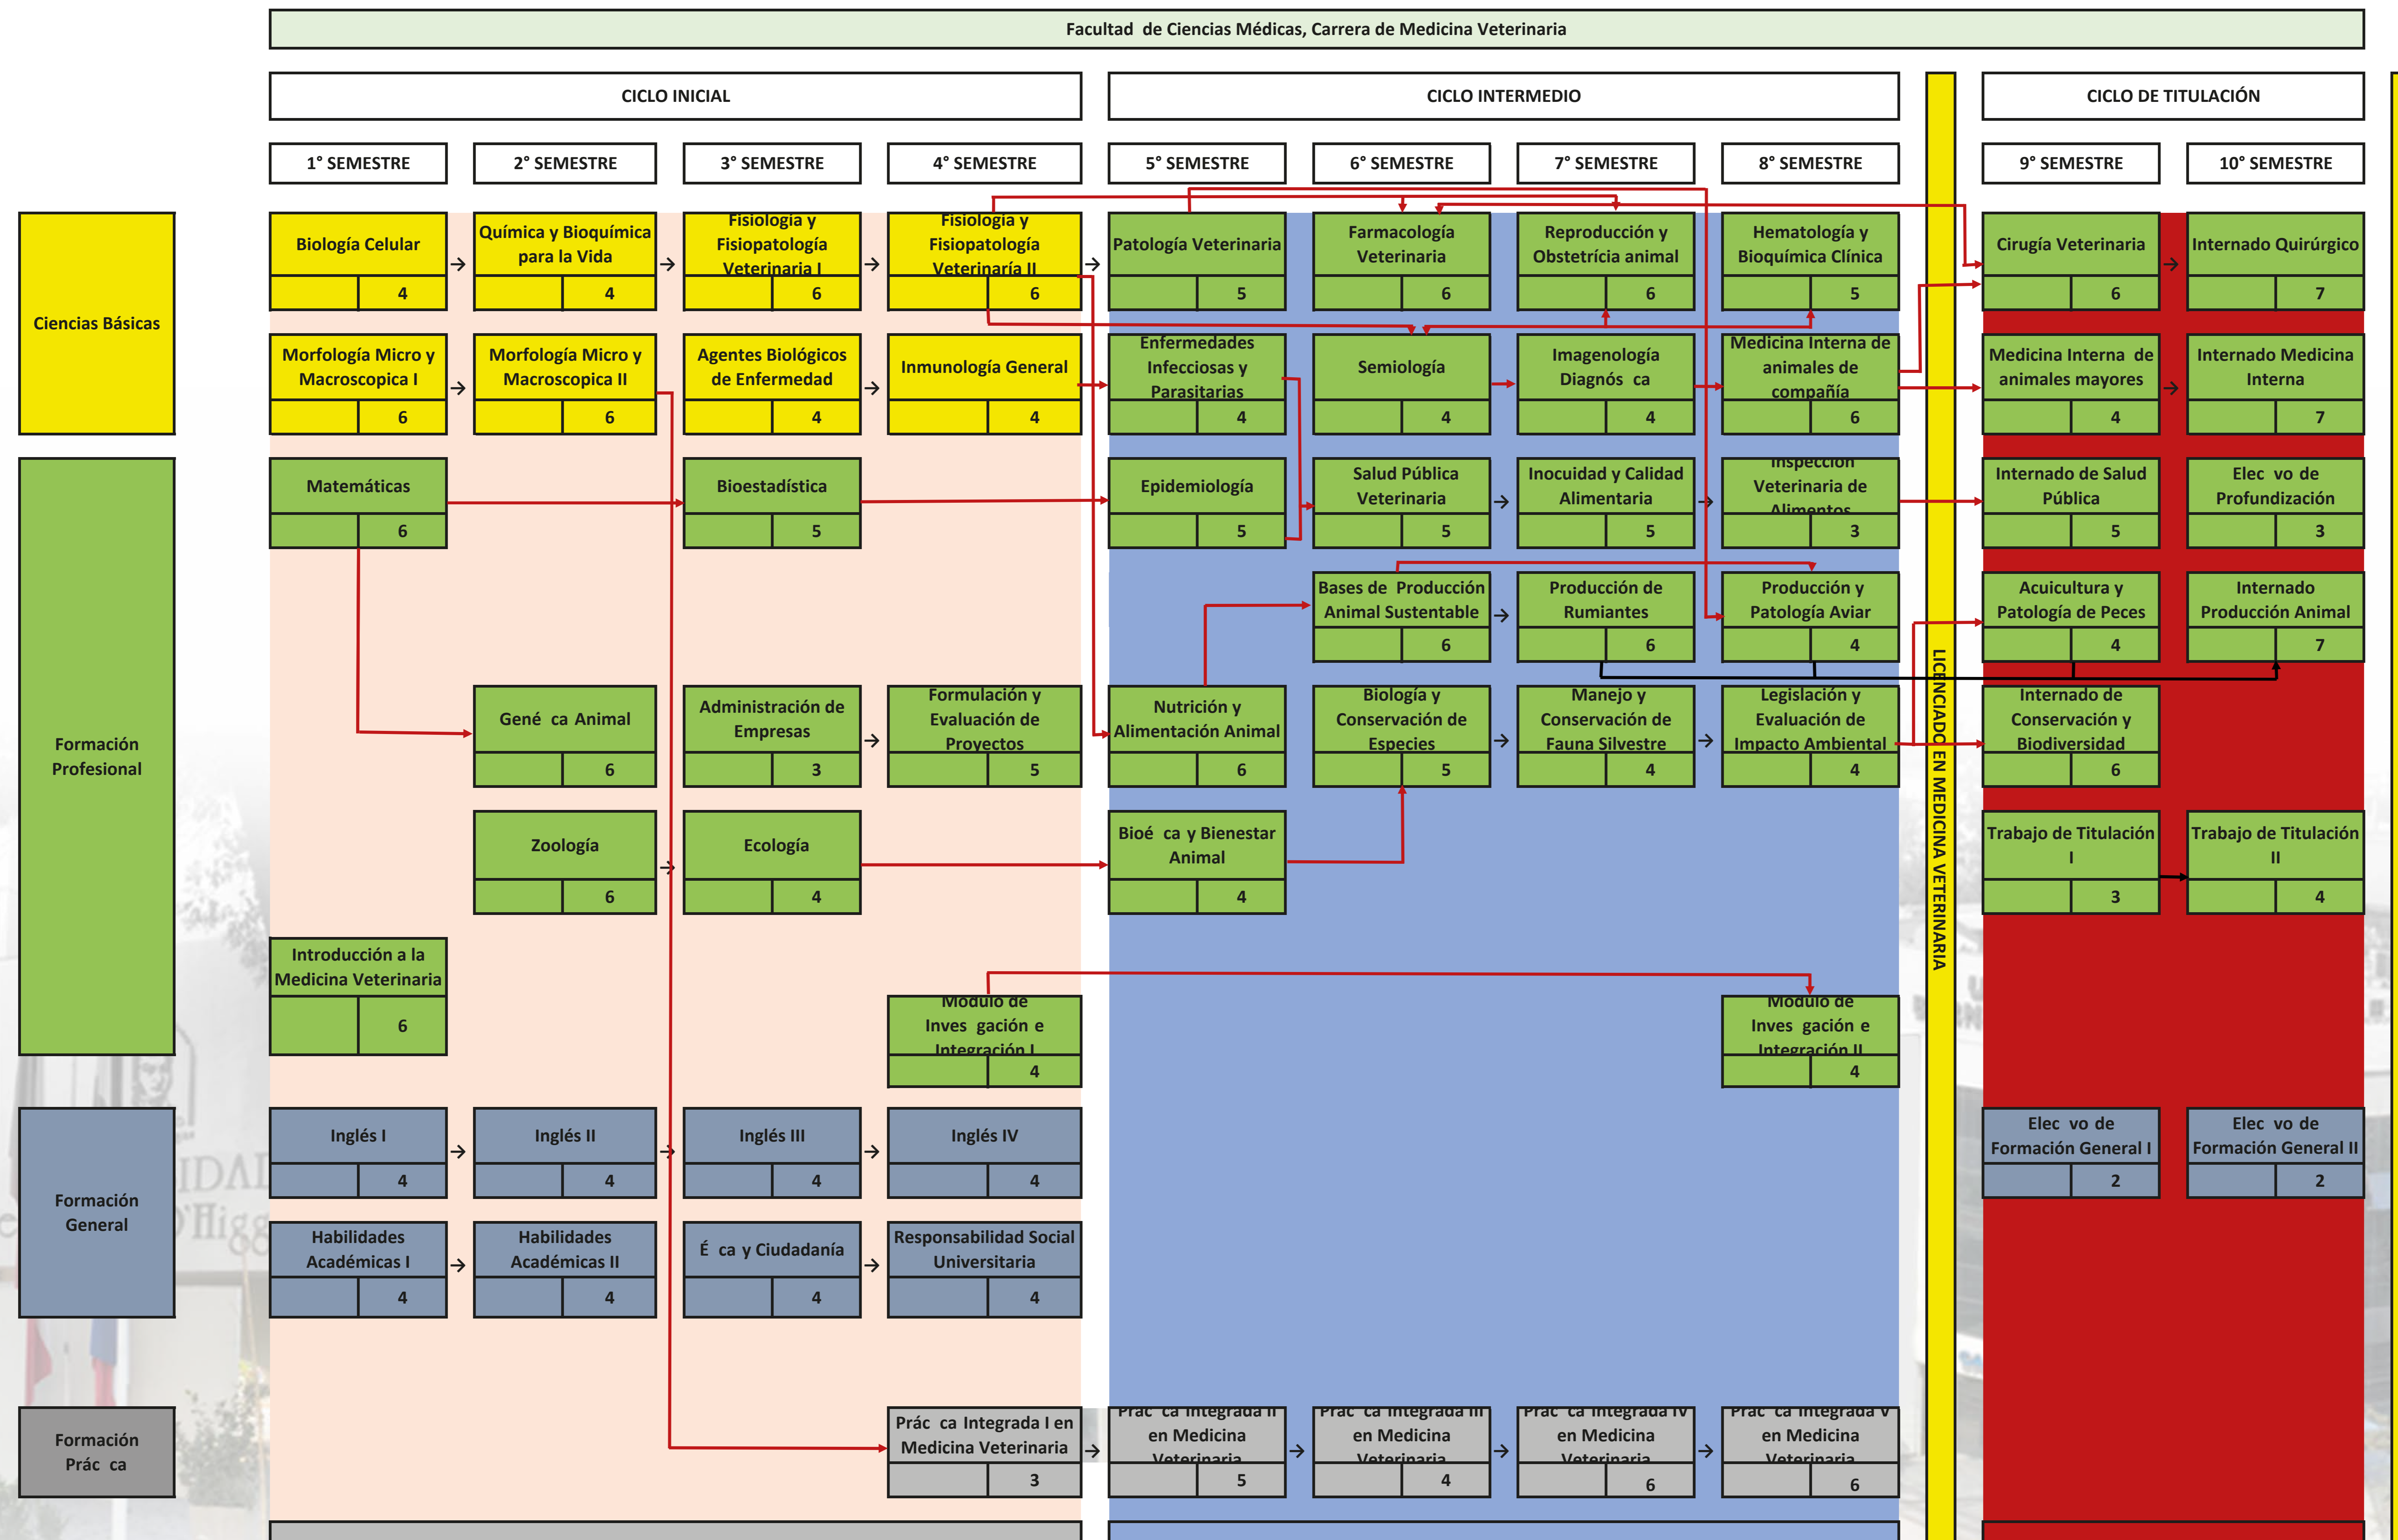 Facultad de Ciencias Médicas, Carrera de Medicina Veterinaria
CICLO INICIAL
CICLO INTERMEDIO
CICLO DE TITULACIÓN
1° SEMESTRE
2° SEMESTRE
3° SEMESTRE
4° SEMESTRE
5° SEMESTRE
6° SEMESTRE
7° SEMESTRE
8° SEMESTRE
9° SEMESTRE
10° SEMESTRE
Ciencias Básicas
Biología Celular
4
Química y Bioquímica
para la Vida
4
Fisiología y
Fisiopatología
Veterinaria I
6
Fisiología y
Fisiopatología
Veterinaría II
6
Patología Veterinaria
5
Farmacología
Veterinaria
6
Reproducción y
Obstetrícia animal
6
Hematología y
Bioquímica Clínica
5
Cirugía Veterinaria
6
Internado Quirúrgico
7
Morfología Micro y
Macroscopica I
6
Morfología Micro y
Macroscopica II
6
Agentes Biológicos
de Enfermedad
4
Inmunología General
4
Enfermedades
Infecciosas y
Parasitarias
4
Semiología
4
Imagenología
Diagnós ca
4
Medicina Interna de
animales de
compañía
6
Medicina Interna de
animales mayores
4
Internado Medicina
Interna
7
Formación
Profesional
Matemáticas
6
Bioestadística
5
Epidemiología
5
Salud Pública
Veterinaria
5
Inocuidad y Calidad
Alimentaria
5
Inspección
Veterinaria de
Alimentos
3
Internado de Salud
Pública
5
Elec vo de
Profundización
3
Bases de Producción
Animal Sustentable
6
Producción de
Rumiantes
6
Producción y
Patología Aviar
4
Acuicultura y
Patología de Peces
4
Internado
Producción Animal
7
Gené ca Animal
6
Administración de
Empresas
3
Formulación y
Evaluación de
Proyectos
5
Nutrición y
Alimentación Animal
6
Biología y
Conservación de
Especies
5
Manejo y
Conservación de
Fauna Silvestre
4
Legislación y
Evaluación de
Impacto Ambiental
4
Internado de
Conservación y
Biodiversidad
6
LICENCIADO EN MEDICINA VETERINARIA
Zoología
6
Ecología
4
Bioé ca y Bienestar
Animal
4
Trabajo de Titulación
I
3
Trabajo de Titulación
II
4
Introducción a la
Medicina Veterinaria
6
Módulo de
Inves gación e
Integración I
4
Módulo de
Inves gación e
Integración II
4
Formación
General
Inglés I
4
Inglés II
4
Inglés III
4
Inglés IV
4
Elec vo de
Formación General I
2
Elec vo de
Formación General II
2
Habilidades
Académicas I
4
Habilidades
Académicas II
4
É ca y Ciudadanía
4
Responsabilidad Social
Universitaria
4
Formación
Prác ca
Prác ca Integrada I en
Medicina Veterinaria
3
Prác ca Integrada II
en Medicina
Veterinaria
5
Prác ca Integrada III
en Medicina
Veterinaria
4
Prác ca Integrada IV
en Medicina
Veterinaria
6
Prác ca Integrada V
en Medicina
Veterinaria
6